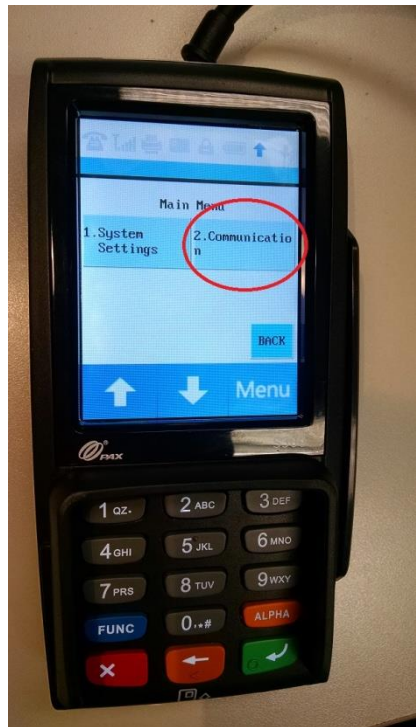 Main Menu
1.System
Settings
2.Communicatio
n
BACK
Menu
PAX
1 QZ.
2 ABC
3 DEF
4 GHI
5 JKL
6 MNO
7 PRS
8 TUV
9 WXY
FUNC
0,*#
ALPHA